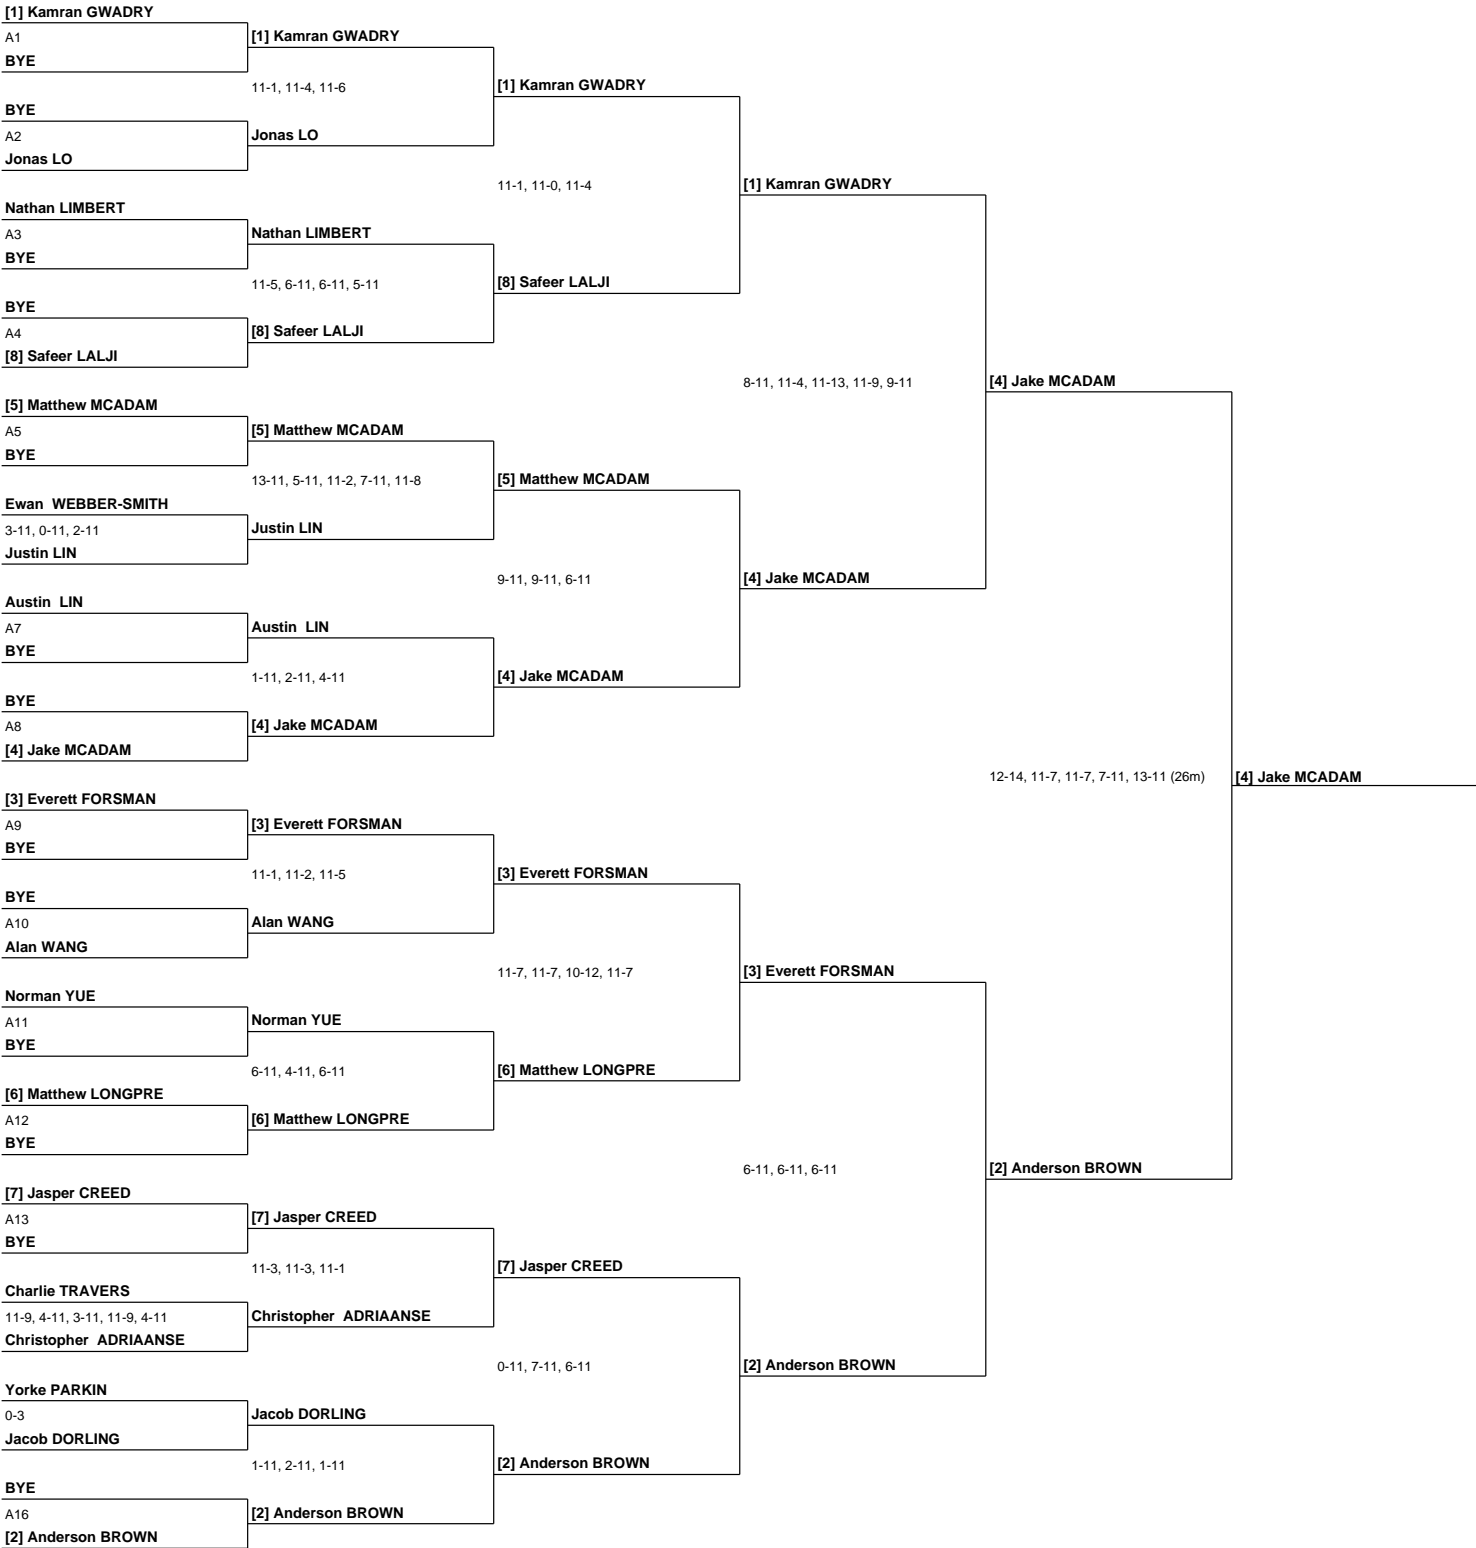 [1] Kamran GWADRY
A1
BYE
BYE
A2
Jonas LO
Nathan LIMBERT
A3
BYE
BYE
A4
[8] Safeer LALJI
[5] Matthew MCADAM
A5
BYE
Ewan  WEBBER-SMITH
3-11, 0-11, 2-11
Justin LIN
Austin  LIN
A7
BYE
BYE
A8
[4] Jake MCADAM
[3] Everett FORSMAN
A9
BYE
BYE
A10
Alan WANG
Norman YUE
A11
BYE
[6] Matthew LONGPRE
A12
BYE
[7] Jasper CREED
A13
BYE
Charlie TRAVERS
11-9, 4-11, 3-11, 11-9, 4-11
Christopher  ADRIAANSE
Yorke PARKIN
0-3
Jacob DORLING
BYE
A16
[2] Anderson BROWN
[1] Kamran GWADRY
11-1, 11-4, 11-6
Jonas LO
Nathan LIMBERT
11-5, 6-11, 6-11, 5-11
[8] Safeer LALJI
[5] Matthew MCADAM
13-11, 5-11, 11-2, 7-11, 11-8
Justin LIN
Austin  LIN
1-11, 2-11, 4-11
[4] Jake MCADAM
[3] Everett FORSMAN
11-1, 11-2, 11-5
Alan WANG
Norman YUE
6-11, 4-11, 6-11
[6] Matthew LONGPRE
[7] Jasper CREED
11-3, 11-3, 11-1
Christopher  ADRIAANSE
Jacob DORLING
1-11, 2-11, 1-11
[2] Anderson BROWN
[1] Kamran GWADRY
11-1, 11-0, 11-4
[8] Safeer LALJI
[5] Matthew MCADAM
9-11, 9-11, 6-11
[4] Jake MCADAM
[3] Everett FORSMAN
11-7, 11-7, 10-12, 11-7
[6] Matthew LONGPRE
[7] Jasper CREED
0-11, 7-11, 6-11
[2] Anderson BROWN
[1] Kamran GWADRY
8-11, 11-4, 11-13, 11-9, 9-11
[4] Jake MCADAM
[3] Everett FORSMAN
6-11, 6-11, 6-11
[2] Anderson BROWN
[4] Jake MCADAM
12-14, 11-7, 11-7, 7-11, 13-11 (26m)
[2] Anderson BROWN
[4] Jake MCADAM